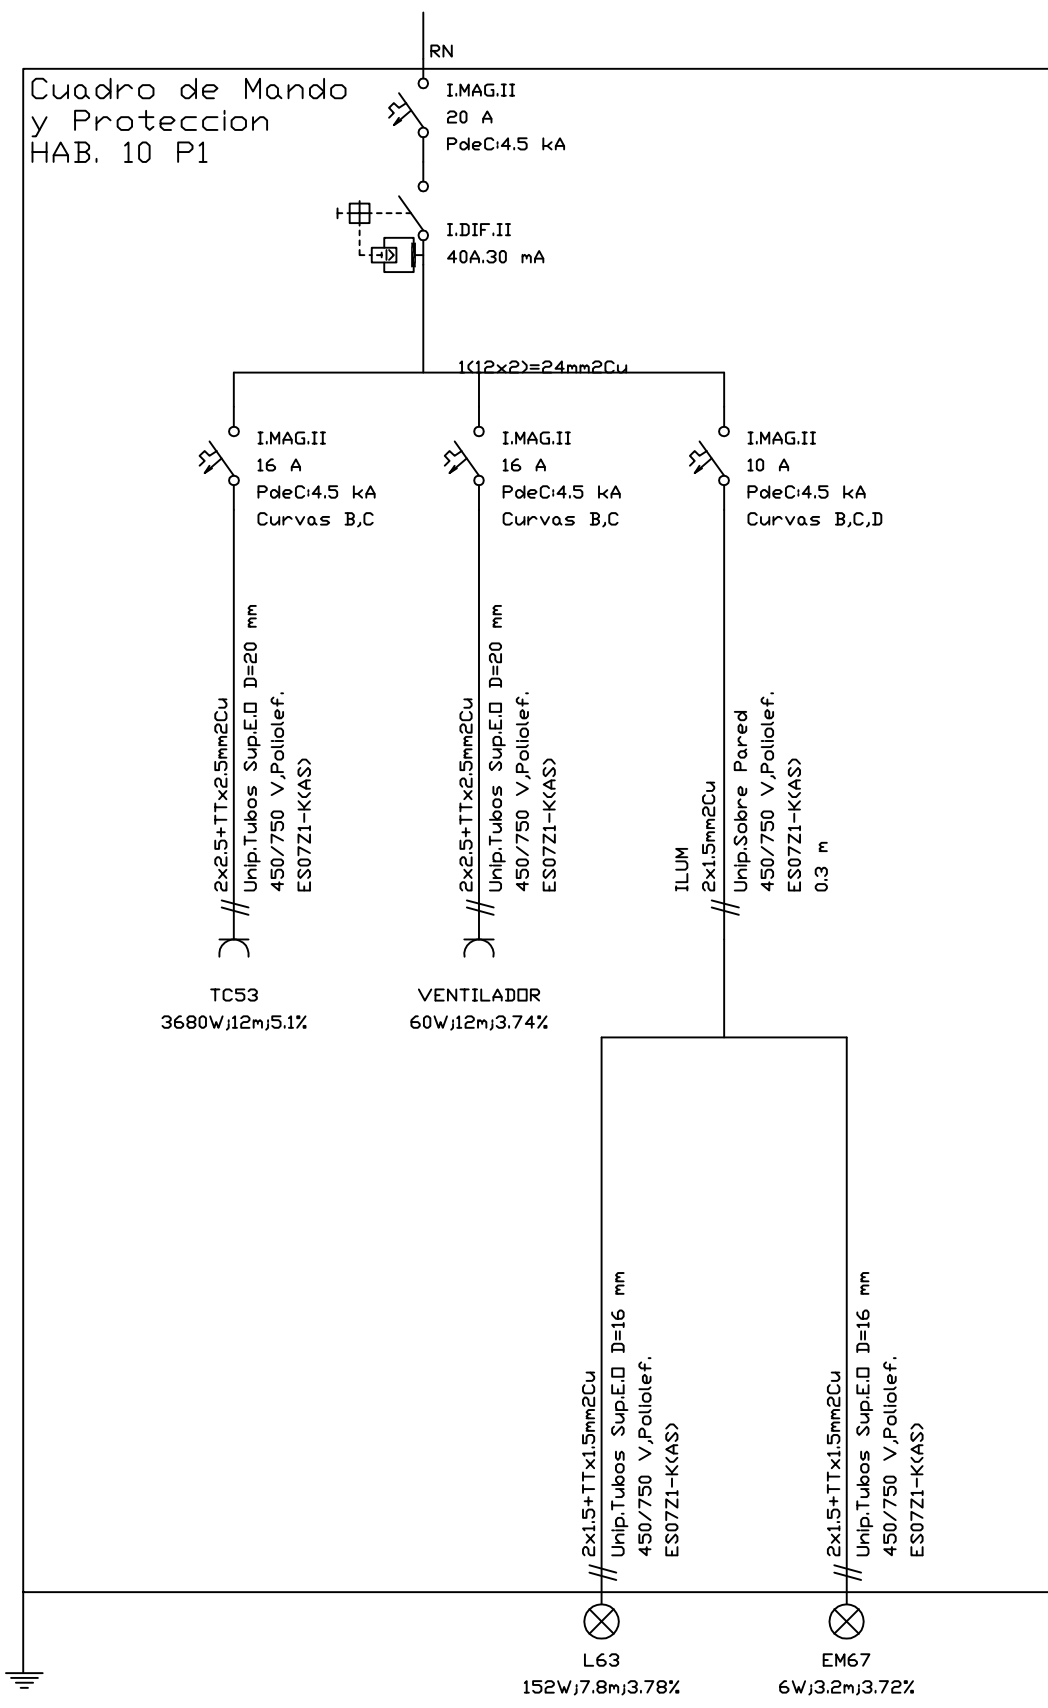 RN
Cuadro de Mando
y Proteccion
HAB. 10 P1
I.MAG.II
20 A
PdeC:4.5 kA
I.DIF.II
40A.30 mA
1(12x2)=24mm2Cu
I.MAG.II
16 A
PdeC:4.5 kA
Curvas B,C
I.MAG.II
16 A
PdeC:4.5 kA
Curvas B,C
I.MAG.II
10 A
PdeC:4.5 kA
Curvas B,C,D
2x2.5+TTx2.5mm2Cu
Unip.Tubos Sup.E.O D=20 mm
450/750 V,Poliolef.
ES07Z1-K(AS)
2x2.5+TTx2.5mm2Cu
Unip.Tubos Sup.E.O D=20 mm
450/750 V,Poliolef.
ES07Z1-K(AS)
ILUM
2x1.5mm2Cu
Unip.Sobre Pared
450/750 V,Poliolef.
ES07Z1-K(AS)
0.3 m
TC53
3680W;12m;5.1%
VENTILADOR
60W;12m;3.74%
2x1.5+TTx1.5mm2Cu
Unip.Tubos Sup.E.O D=16 mm
450/750 V,Poliolef.
ES07Z1-K(AS)
2x1.5+TTx1.5mm2Cu
Unip.Tubos Sup.E.O D=16 mm
450/750 V,Poliolef.
ES07Z1-K(AS)
L63
152W;7.8m;3.78%
EM67
6W;3.2m;3.72%